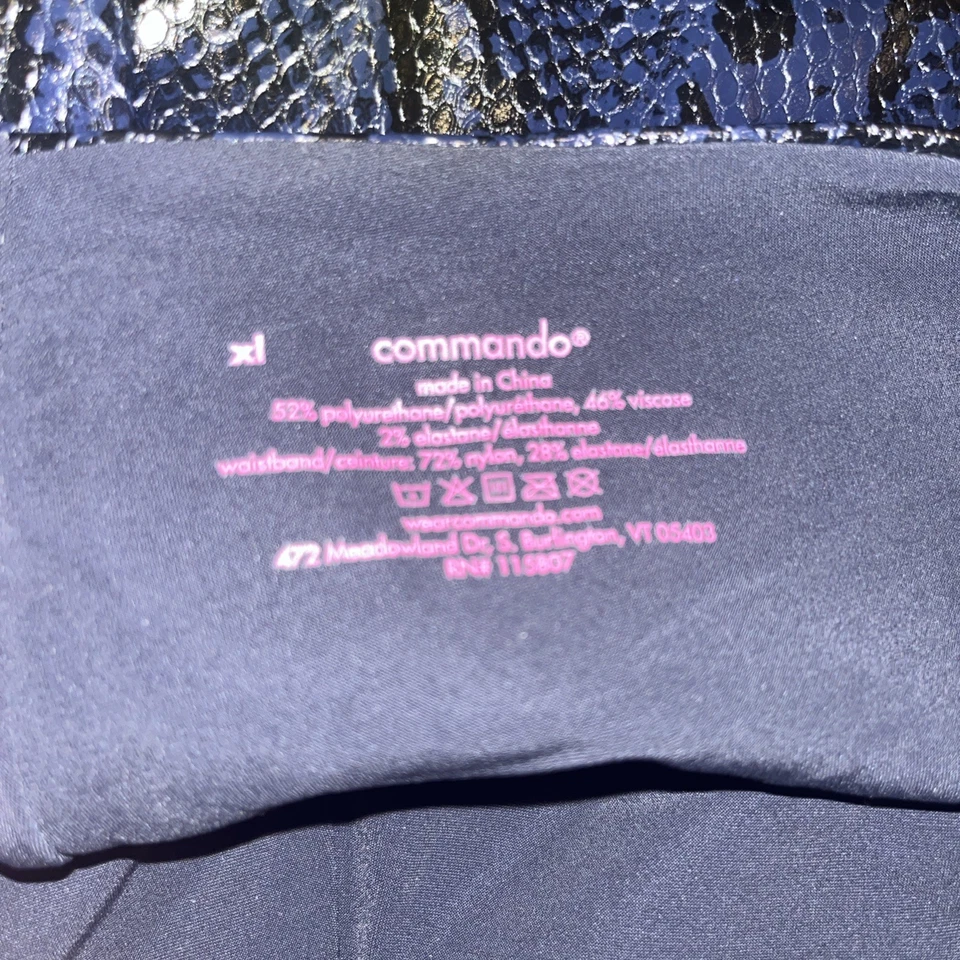 xl commando®
made in China
52% polyurethane/polyuréthane, 46% viscose
2% elastane/élasthanne
waistband/ceinture: 72% nylon, 28% elastane/élasthanne
wearcommando.com
472 Meadowland Dr, S. Burlington, VT 05403
RN# 115807